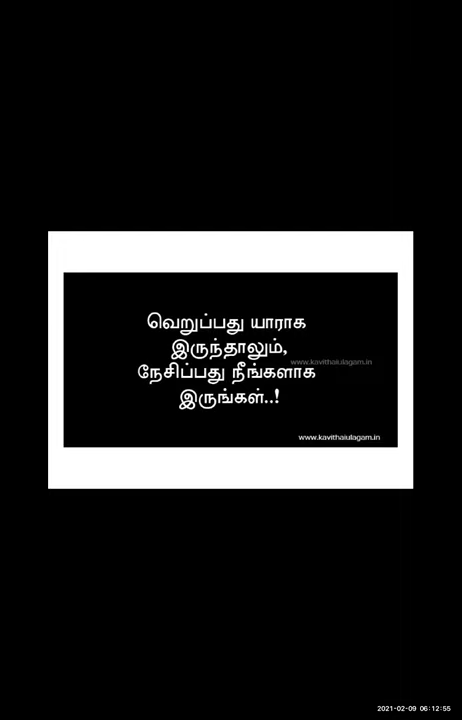 வெறுப்பது யாராக
இருந்தாலும்,
www.kavithaiulagam.in
நேசிப்பது நீங்களாக
இருங்கள்..!
www.kavithaiulagam.in
2021-02-09 06:12:55